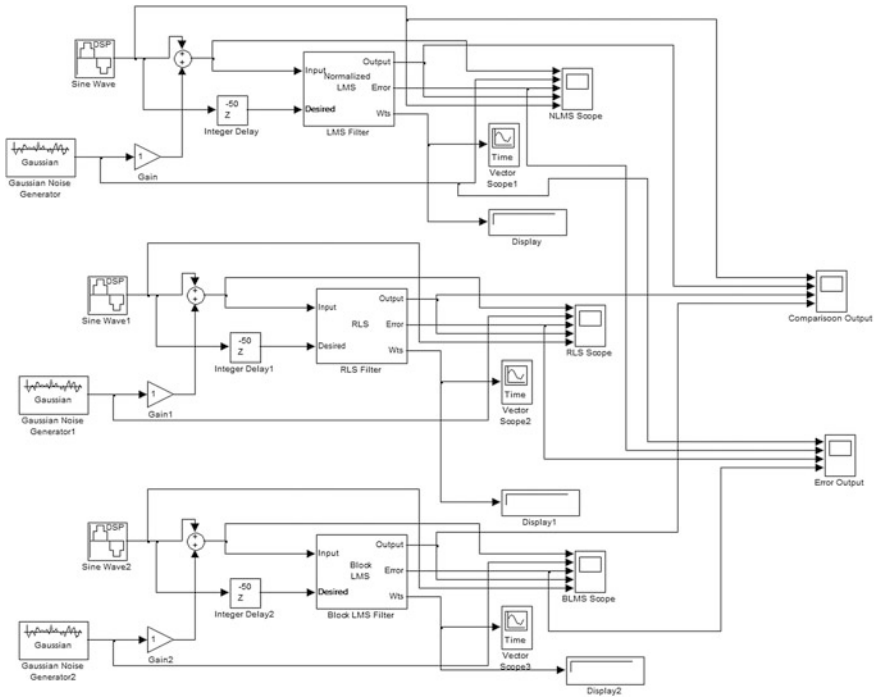 DSP
Sine Wave
+
+
Input
Normalized
LMS
Output
Error
Wts
Desired
LMS Filter
NLMS Scope
-50
Z
Integer Delay
Gaussian
Gaussian Noise
Generator
1
Gain
Time
Vector
Scope1
Display
DSP
Sine Wave1
+
+
Input
RLS
Output
Error
Wts
Desired
RLS Filter
RLS Scope
Comparisoon Output
-50
Z
Integer Delay1
Gaussian
Gaussian Noise
Generator1
1
Gain1
Time
Vector
Scope2
Error Output
Display1
DSP
Sine Wave2
+
+
Input
Block
LMS
Output
Error
Wts
Desired
Block LMS Filter
BLMS Scope
-50
Z
Integer Delay2
Gaussian
Gaussian Noise
Generator2
1
Gain2
Time
Vector
Scope3
Display2